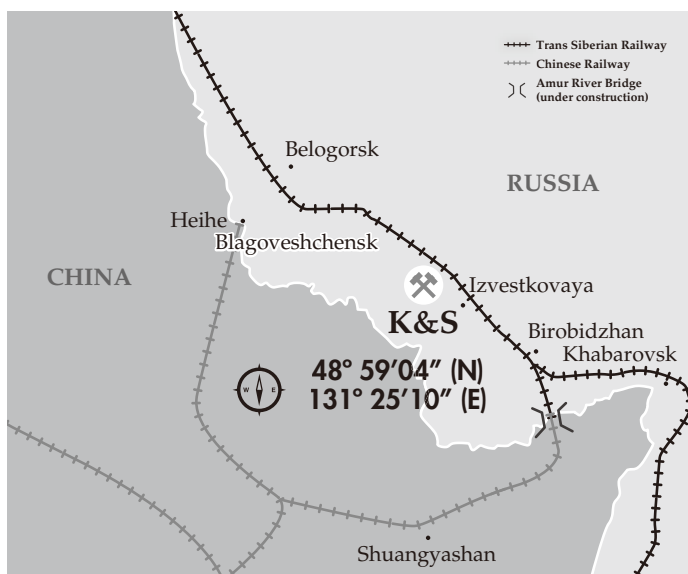 Trans Siberian Railway
Chinese Railway
Amur River Bridge
(under construction)
Belogorsk
RUSSIA
Heihe
Blagoveshchensk
CHINA
Izvestkovaya
K&S
Birobidzhan
Khabarovsk
48° 59’04” (N)
131° 25’10” (E)
W E
Shuangyashan